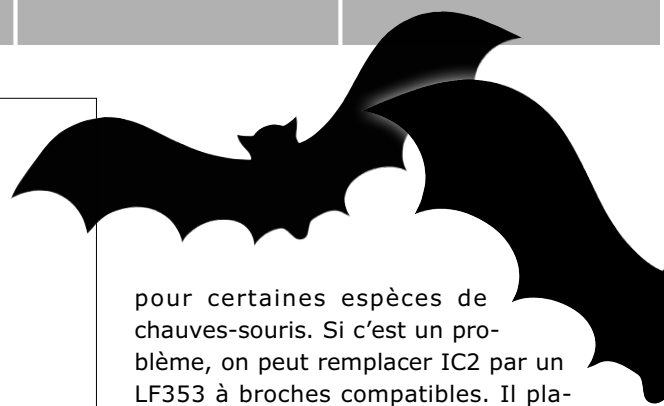 pour certaines espèces de
chauves-souris. Si c’est un pro-
blème, on peut remplacer IC2 par un
LF353 à broches compatibles. Il pla-